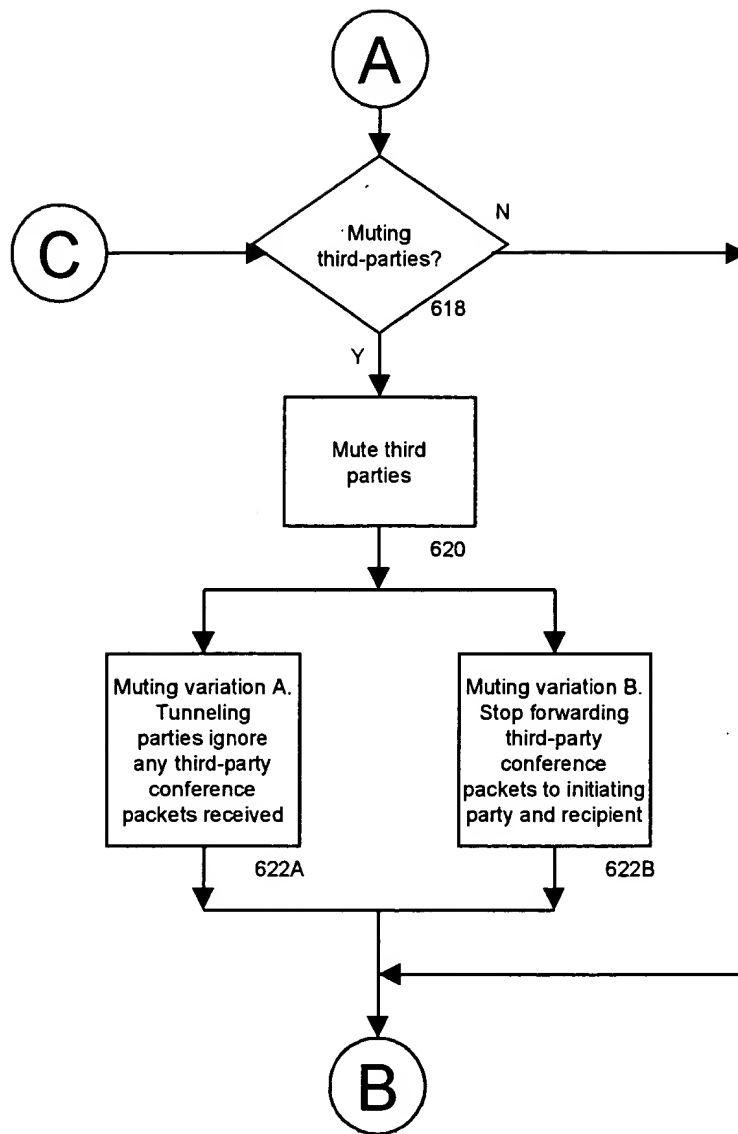 A
C
Muting
third-parties?
N
618
Y
Mute third
parties
620
Muting variation A.
Tunneling
parties ignore
any third-party
conference
packets received
622A
Muting variation B.
Stop forwarding
third-party
conference
packets to initiating
party and recipient
622B
B